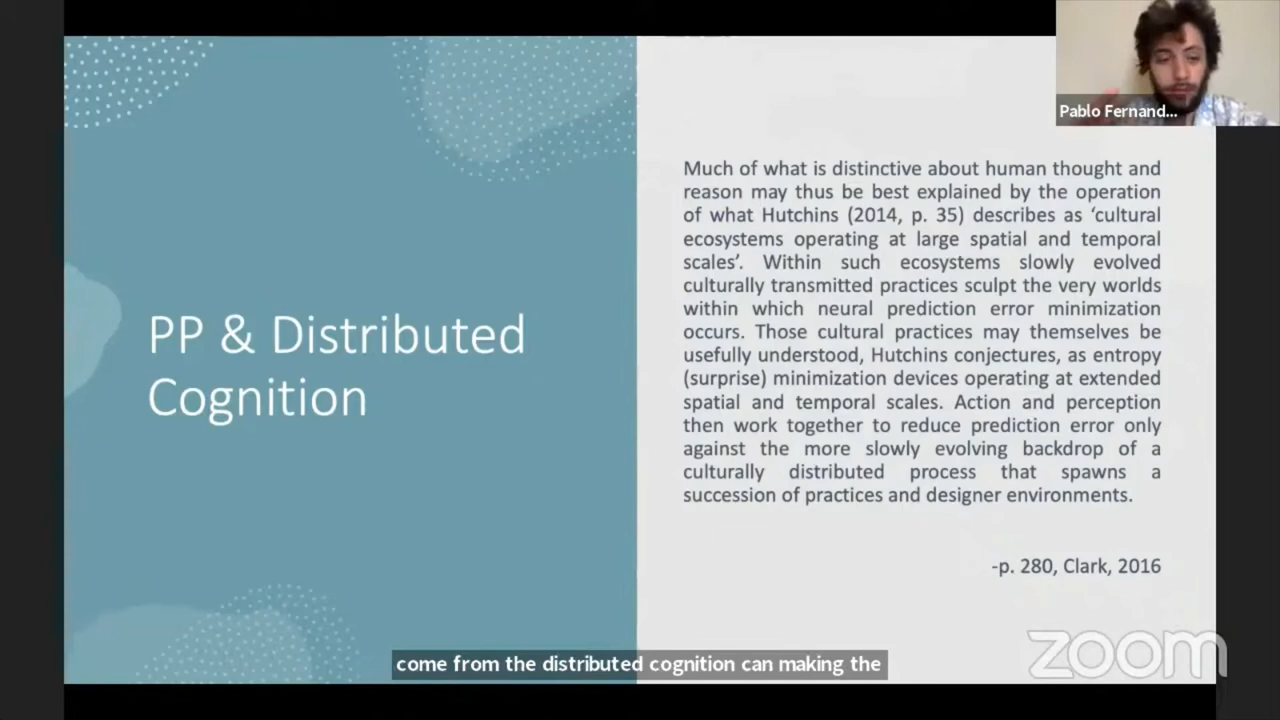 Pablo Fernand...
PP & Distributed
Cognition
Much of what is distinctive about human thought and
reason may thus be best explained by the operation
of what Hutchins (2014, p. 35) describes as ‘cultural
ecosystems operating at large spatial and temporal
scales’. Within such ecosystems slowly evolved
culturally transmitted practices sculpt the very worlds
within which neural prediction error minimization
occurs. Those cultural practices may themselves be
usefully understood, Hutchins conjectures, as entropy
(surprise) minimization devices operating at extended
spatial and temporal scales. Action and perception
then work together to reduce prediction error only
against the more slowly evolving backdrop of a
culturally distributed process that spawns a
succession of practices and designer environments.
-p. 280, Clark, 2016
come from the distributed cognition can making the
zoom